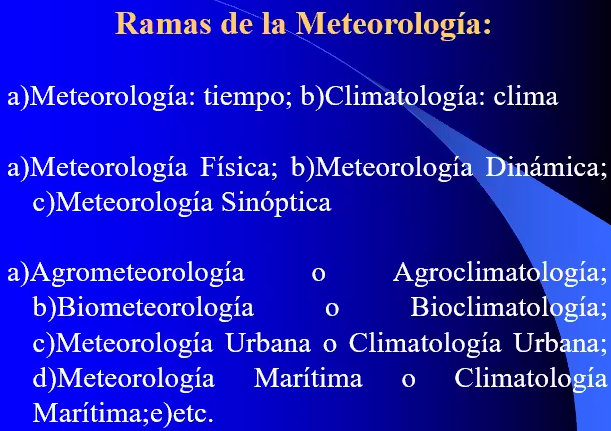 Ramas de la Meteorología:
a)Meteorología: tiempo; b)Climatología: clima
a)Meteorología Física; b)Meteorología Dinámica;
c)Meteorología Sinóptica
a)Agrometeorología o Agroclimatología;
b)Biometeorología o Bioclimatología;
c)Meteorología Urbana o Climatología Urbana;
d)Meteorología Marítima o Climatología
Marítima;e)etc.